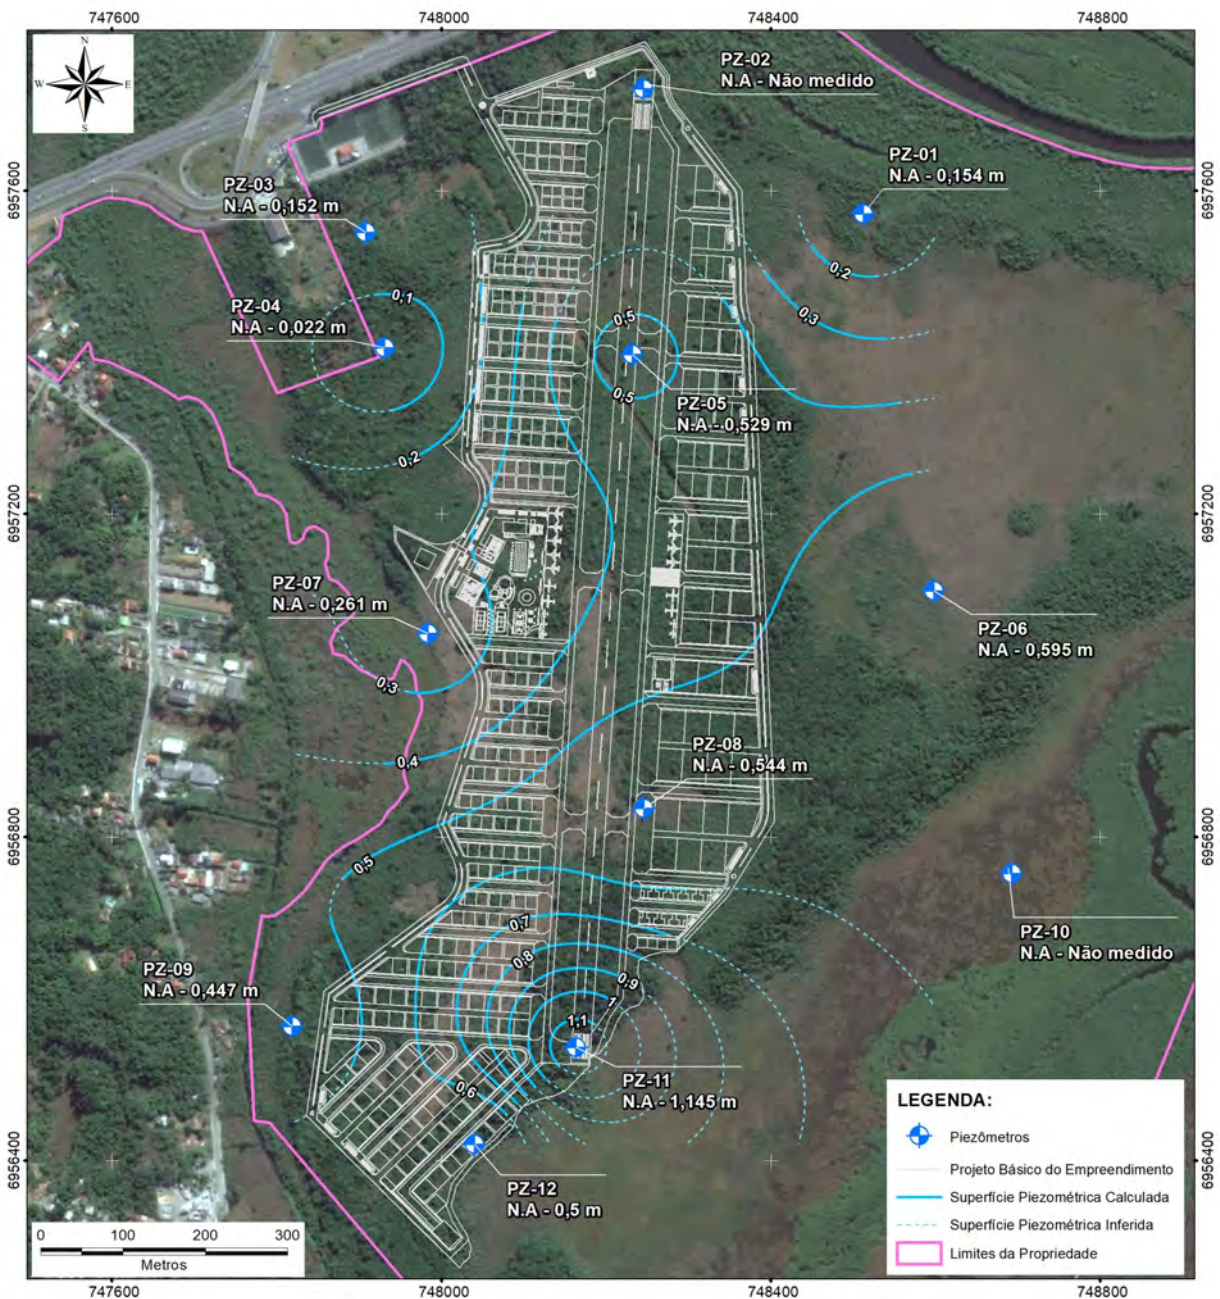 747600
748000
748400
748800
N
W
E
S
PZ-02
N.A - Não medido
PZ-01
N.A - 0,154 m
6957600
6957600
PZ-03
N.A - 0,152 m
0,2
0,1
PZ-04
N.A - 0,022 m
0,3
0,5
0,5
PZ-05
N.A - 0,529 m
0,2
6957200
6957200
PZ-07
N.A - 0,261 m
PZ-06
N.A - 0,595 m
0,3
0,4
PZ-08
N.A - 0,544 m
6956800
6956800
0,5
0,7
PZ-10
N.A - Não medido
0,8
PZ-09
N.A - 0,447 m
0,9
1
1,1
PZ-11
N.A - 1,145 m
0,6
6956400
6956400
PZ-12
N.A - 0,5 m
LEGENDA:
Piezômetros
Projeto Básico do Empreendimento
Superfície Piezométrica Calculada
Superfície Piezométrica Inferida
Limites da Propriedade
0 100 200 300
Metros
747600
748000
748400
748800